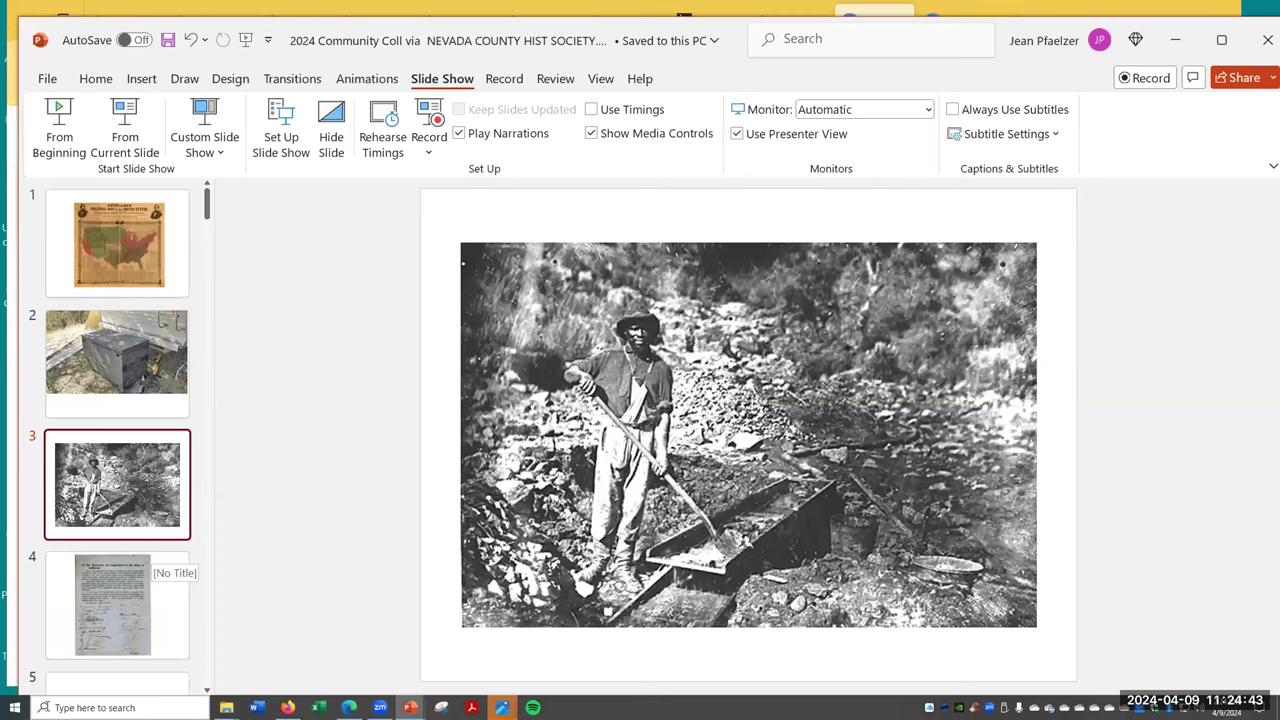 AutoSave Off 2024 Community Coll via NEVADA COUNTY HIST SOCIETY.... • Saved to this PC Search Jean Pfaelzer JP
File Home Insert Draw Design Transitions Animations Slide Show Record Review View Help Record Share
From Beginning
From Current Slide
Custom Slide Show
Set Up Slide Show
Hide Slide
Rehearse Timings
Record
Keep Slides Updated
Play Narrations
Use Timings
Show Media Controls
Monitor: Automatic
Use Presenter View
Always Use Subtitles
Subtitle Settings
Start Slide Show Set Up Monitors Captions & Subtitles
1
2
3
4
[No Title]
5
Type here to search
2024-04-09 11:24:43
4/9/2024